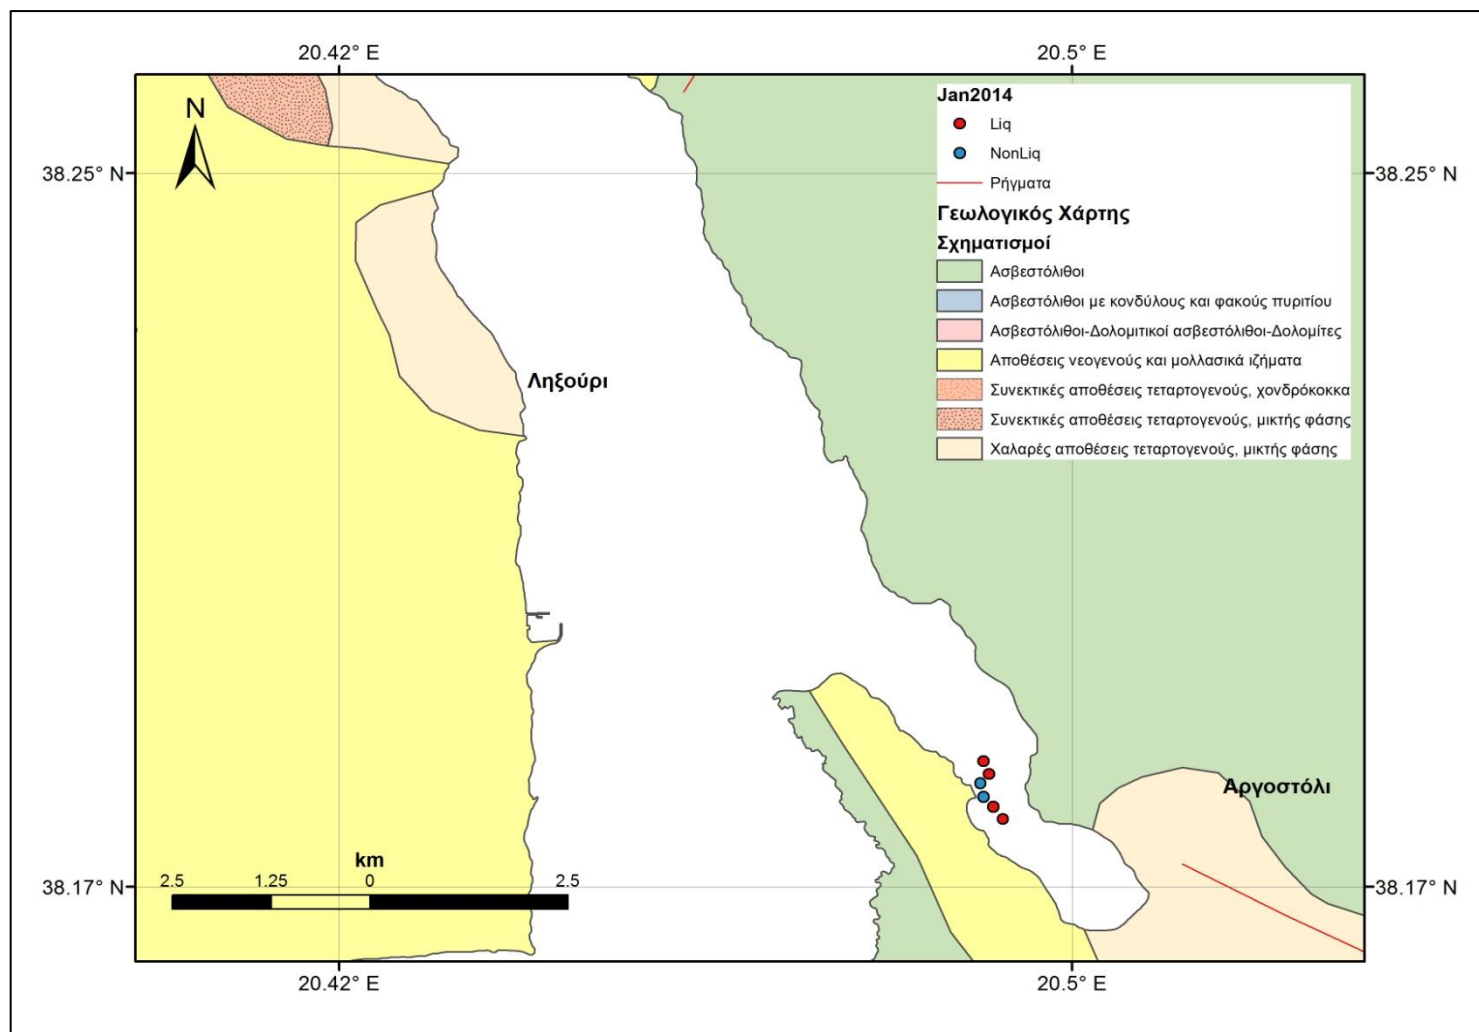 20.42° E
20.5° E
N
38.25° N
38.25° N
Jan2014
Liq
NonLiq
Ρήγματα
Γεωλογικός Χάρτης
Σχηματισμοί
Ασβεστόλιθοι
Ασβεστόλιθοι με κονδύλους και φακούς πυριτίου
Ασβεστόλιθοι-Δολομιτικοί ασβεστόλιθοι-Δολομίτες
Αποθέσεις νεογενούς και μολλασικά ιζήματα
Συνεκτικές αποθέσεις τεταρτογενούς, χονδρόκοκκα
Συνεκτικές αποθέσεις τεταρτογενούς, μικτής φάσης
Χαλαρές αποθέσεις τεταρτογενούς, μικτής φάσης
Ληξούρι
Αργοστόλι
km
2.5 1.25 0 2.5
38.17° N
38.17° N
20.42° E
20.5° E